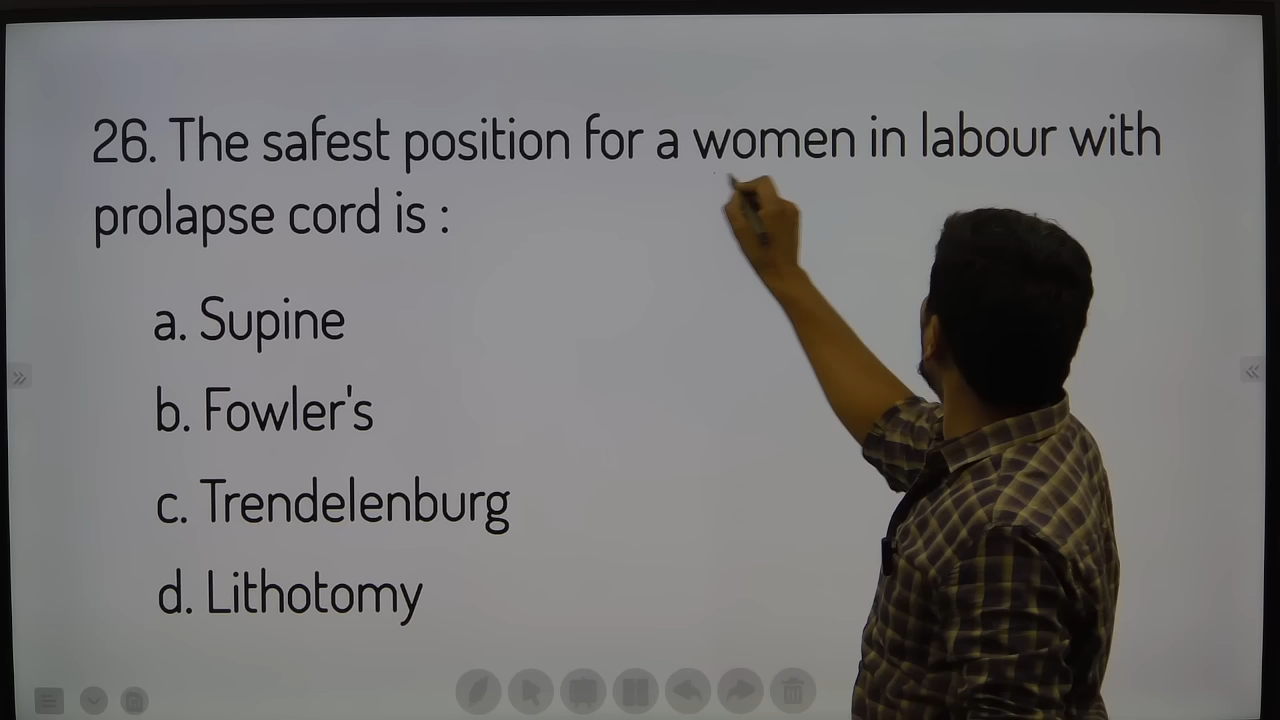 26. The safest position for a women in labour with
prolapse cord is :
a. Supine
b. Fowler's
c. Trendelenburg
d. Lithotomy